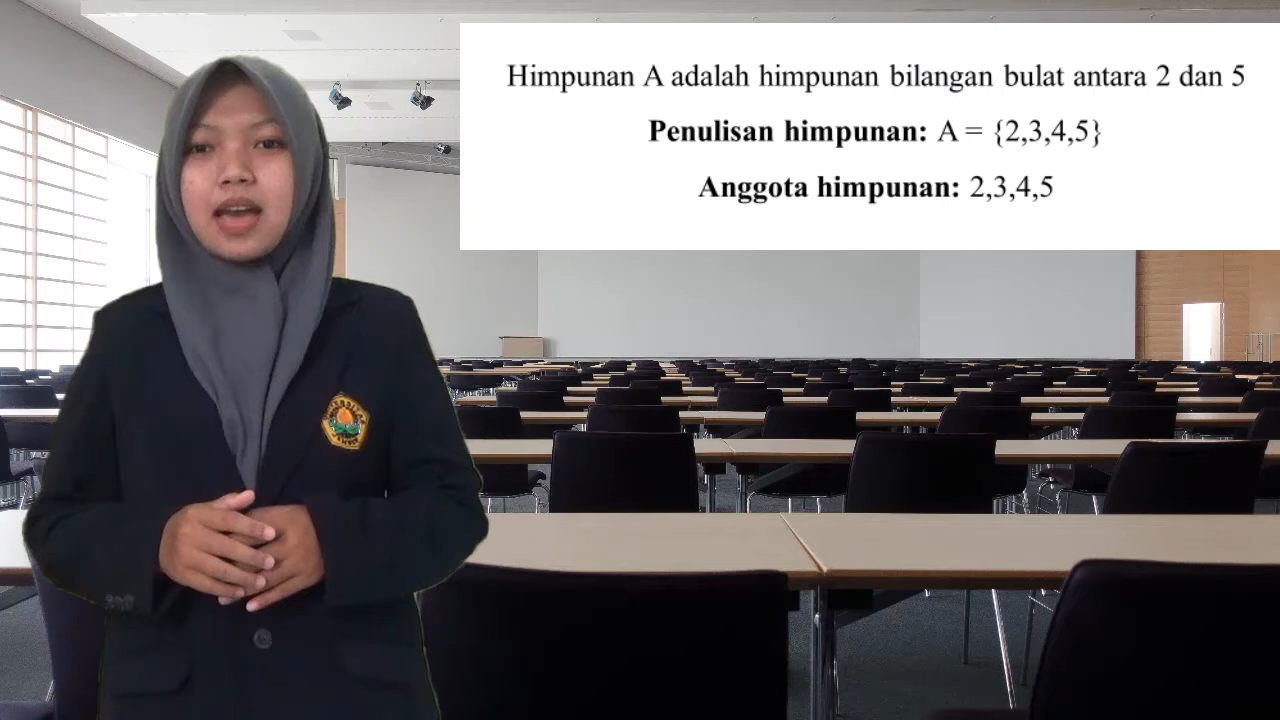 Himpunan A adalah himpunan bilangan bulat antara 2 dan 5
Penulisan himpunan: A = {2,3,4,5}
Anggota himpunan: 2,3,4,5